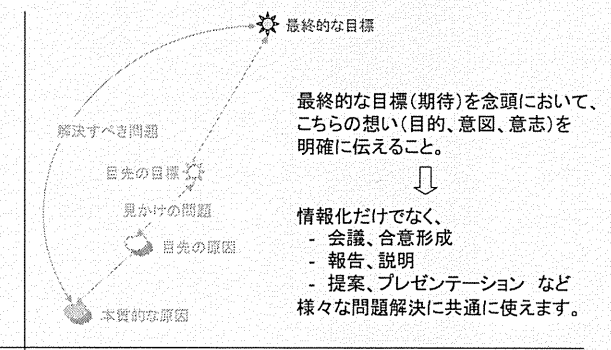 最終的な目標
最終的な目標(期待)を念頭において、
こちらの想い(目的、意図、意志)を
明確に伝えること。
解決すべき問題
目先の目標
見かけの問題
目先の原因
本質的な原因
情報化だけでなく、
- 会議、合意形成
- 報告、説明
- 提案、プレゼンテーション など
様々な問題解決に共通に使えます。